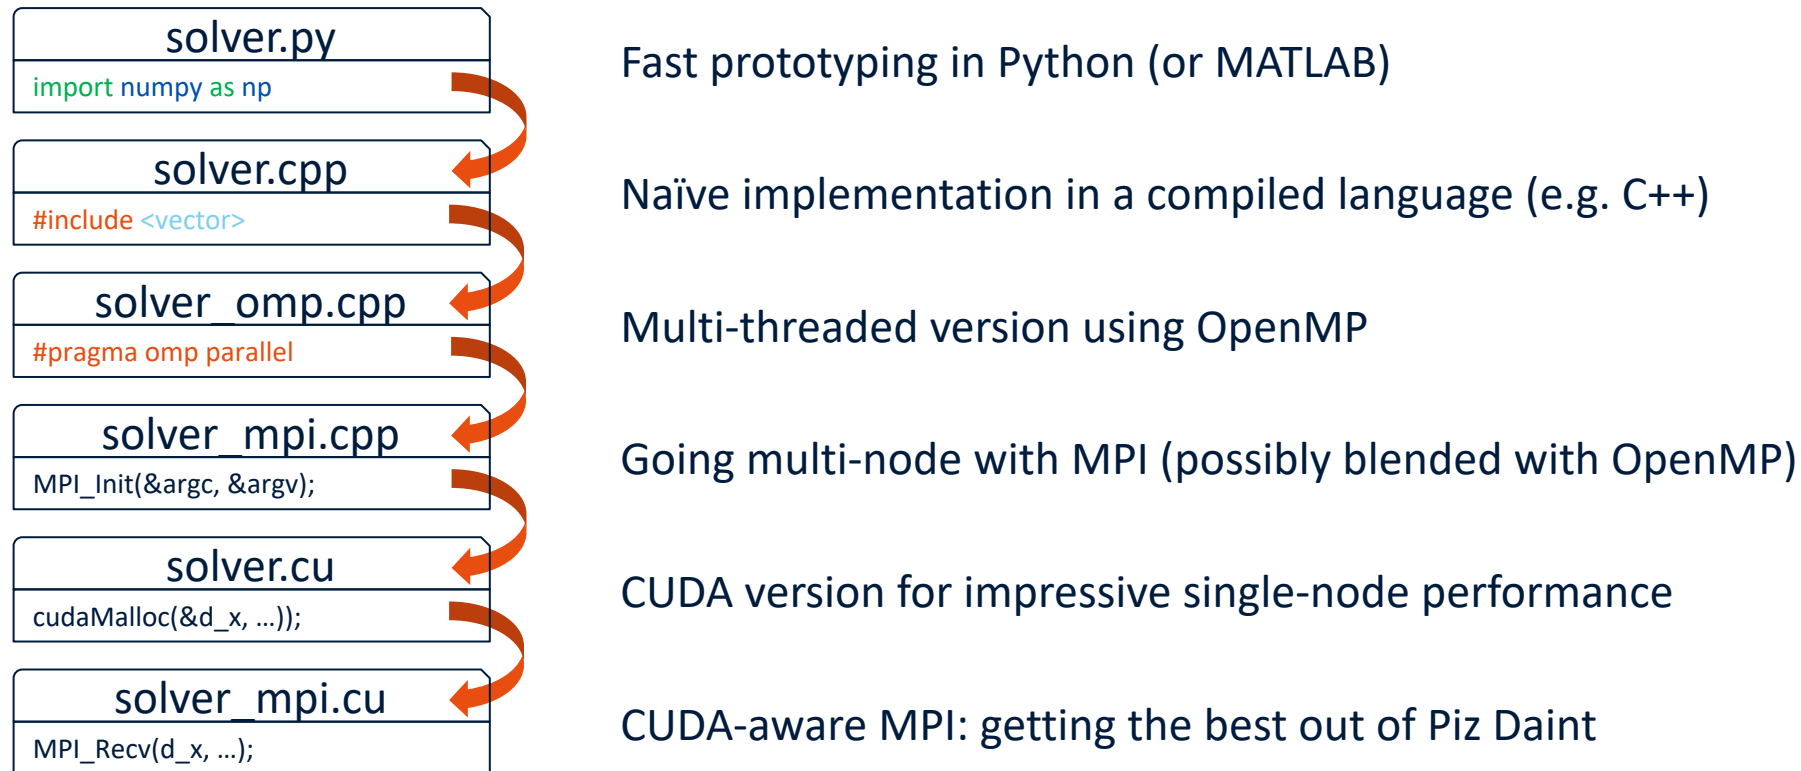 solver.py
import numpy as np
Fast prototyping in Python (or MATLAB)
solver.cpp
#include <vector>
Naïve implementation in a compiled language (e.g. C++)
solver_omp.cpp
#pragma omp parallel
Multi-threaded version using OpenMP
solver_mpi.cpp
MPI_Init(&argc, &argv);
Going multi-node with MPI (possibly blended with OpenMP)
solver.cu
cudaMalloc(&d_x, …));
CUDA version for impressive single-node performance
solver_mpi.cu
MPI_Recv(d_x, …);
CUDA-aware MPI: getting the best out of Piz Daint